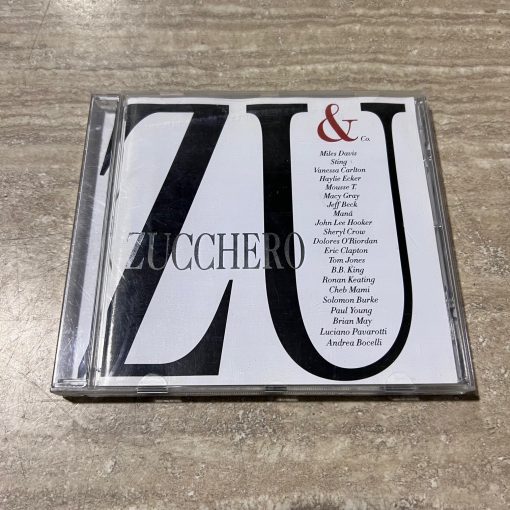 ZU
& Co.
ZUCCHERO
Miles Davis
Sting
Vanessa Carlton
Haylie Ecker
Mousse T.
Macy Gray
Jeff Beck
Maná
John Lee Hooker
Sheryl Crow
Dolores O'Riordan
Eric Clapton
Tom Jones
B.B. King
Ronan Keating
Cheb Mami
Solomon Burke
Paul Young
Brian May
Luciano Pavarotti
Andrea Bocelli